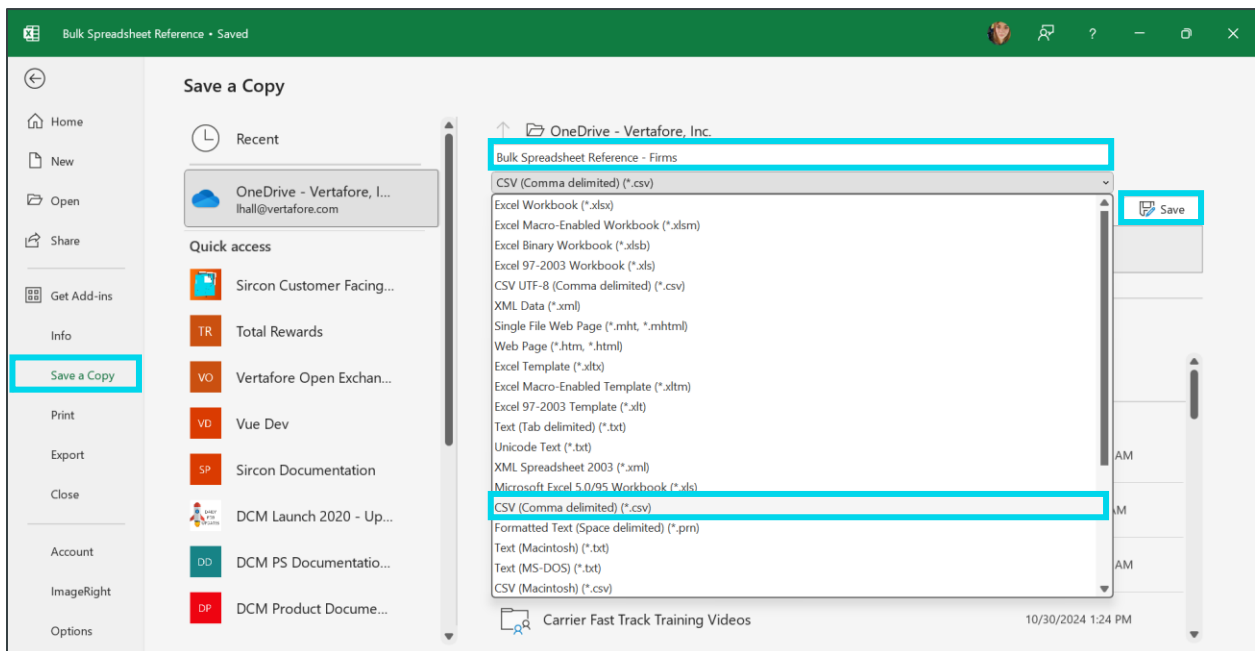 Bulk Spreadsheet Reference • Saved
?
Save a Copy
Home
New
Open
Share
Get Add-ins
Info
Save a Copy
Print
Export
Close
Account
ImageRight
Options
Recent
OneDrive - Vertafore, I...
lhall@vertafore.com
Quick access
Sircon Customer Facing...
TR Total Rewards
VO Vertafore Open Exchan...
VD Vue Dev
SP Sircon Documentation
DCM Launch 2020 - Up...
DD DCM PS Documentatio...
DP DCM Product Docume...
OneDrive - Vertafore, Inc.
Bulk Spreadsheet Reference - Firms
CSV (Comma delimited) (*.csv)
Save
Excel Workbook (*.xlsx)
Excel Macro-Enabled Workbook (*.xlsm)
Excel Binary Workbook (*.xlsb)
Excel 97-2003 Workbook (*.xls)
CSV UTF-8 (Comma delimited) (*.csv)
XML Data (*.xml)
Single File Web Page (*.mht, *.mhtml)
Web Page (*.htm, *.html)
Excel Template (*.xltx)
Excel Macro-Enabled Template (*.xltm)
Excel 97-2003 Template (*.xlt)
Text (Tab delimited) (*.txt)
Unicode Text (*.txt)
XML Spreadsheet 2003 (*.xml)
Microsoft Excel 5.0/95 Workbook (*.xls)
CSV (Comma delimited) (*.csv)
Formatted Text (Space delimited) (*.prn)
Text (Macintosh) (*.txt)
Text (MS-DOS) (*.txt)
CSV (Macintosh) (*.csv)
AM
AM
AM
Carrier Fast Track Training Videos
10/30/2024 1:24 PM